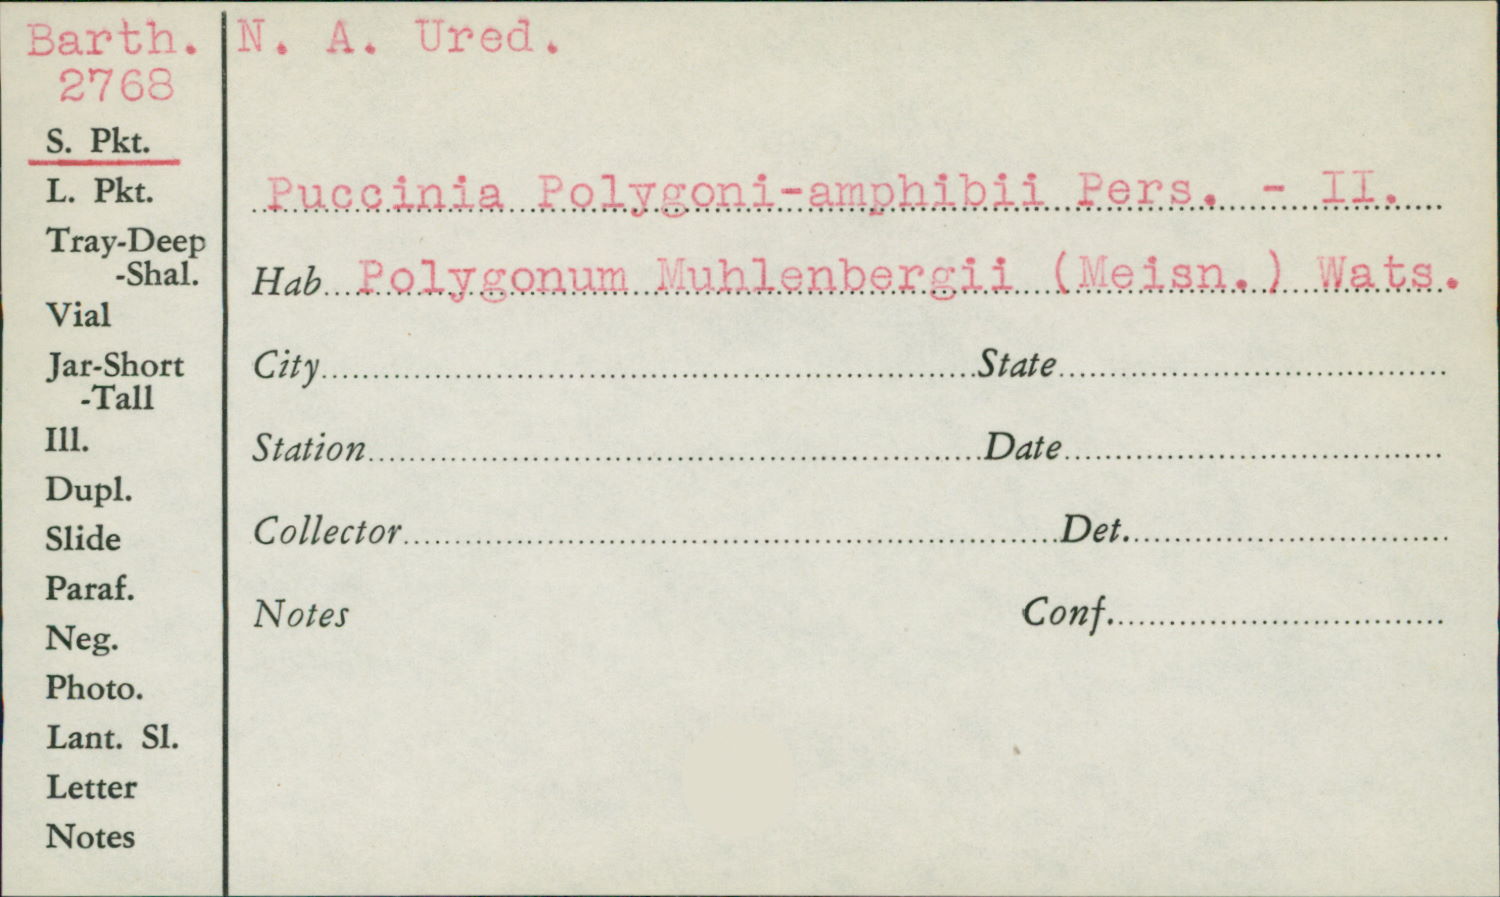 Barth. N. A. Ured.
2768
S. Pkt.
L. Pkt.
Tray-Deep
-Shal.
Vial
Jar-Short
-Tall
Ill.
Dupl.
Slide
Paraf.
Neg.
Photo.
Lant. Sl.
Letter
Notes
Puccinia Polygoni-amphibii Pers. - II.
Hab. Polygonum Muhlenbergii (Meisn.) Wats.
City State
Station Date
Collector Det.
Notes Conf.